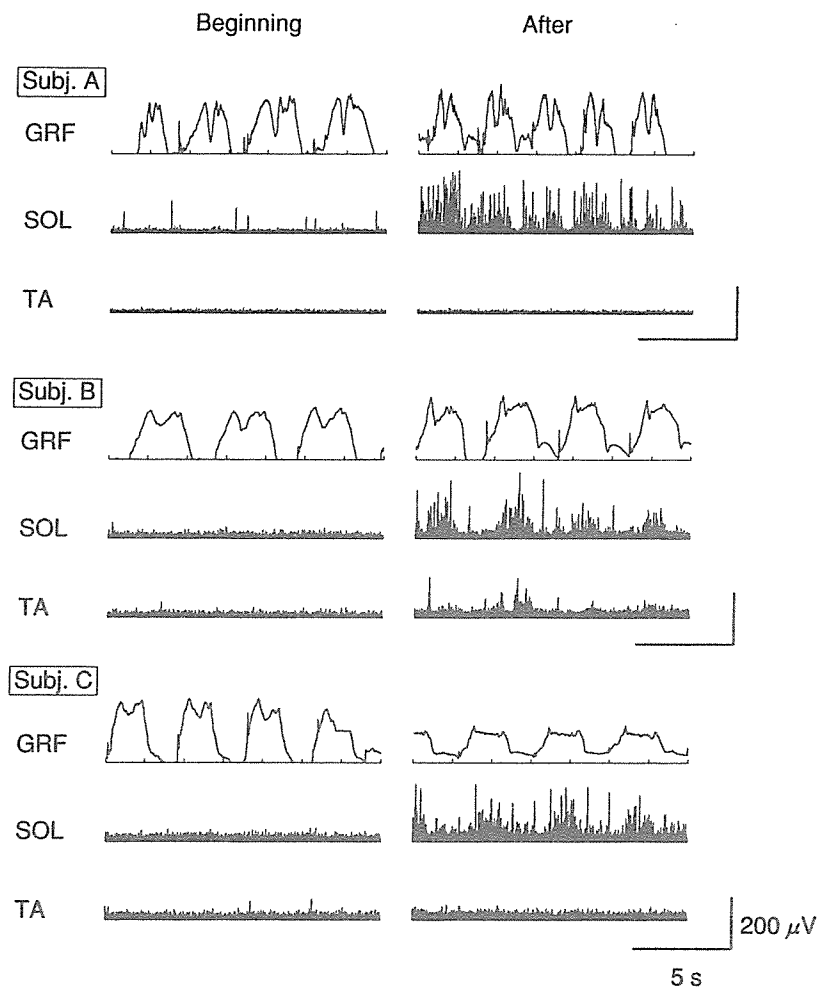 Beginning After
Subj. A
GRF
SOL
TA
Subj. B
GRF
SOL
TA
Subj. C
GRF
SOL
TA
200 μV
5 s